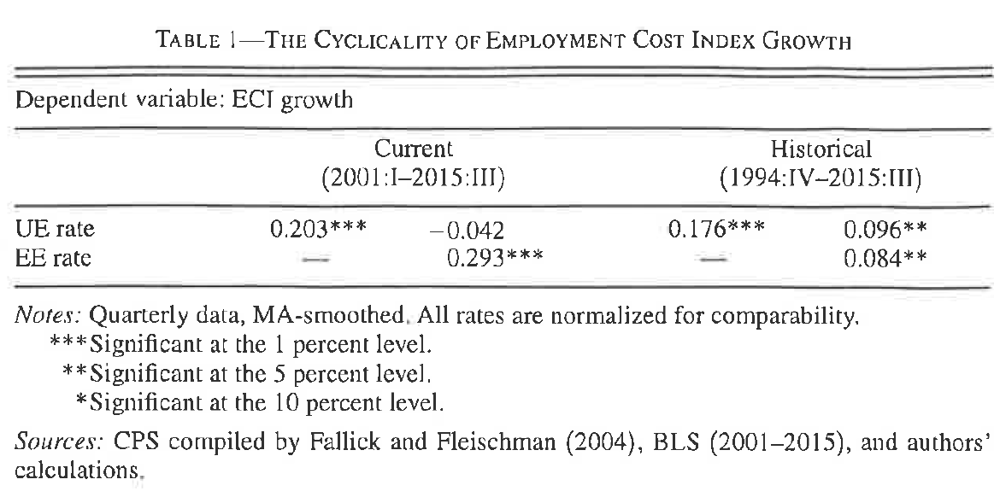 TABLE 1—THE CYCLICALITY OF EMPLOYMENT COST INDEX GROWTH
Dependent variable: ECI growth
Current Historical
(2001:I–2015:III) (1994:IV–2015:III)
UE rate 0.203*** −0.042 0.176*** 0.096**
EE rate — 0.293*** — 0.084**
Notes: Quarterly data, MA-smoothed. All rates are normalized for comparability.
***Significant at the 1 percent level.
**Significant at the 5 percent level.
*Significant at the 10 percent level.
Sources: CPS compiled by Fallick and Fleischman (2004), BLS (2001–2015), and authors'
calculations.